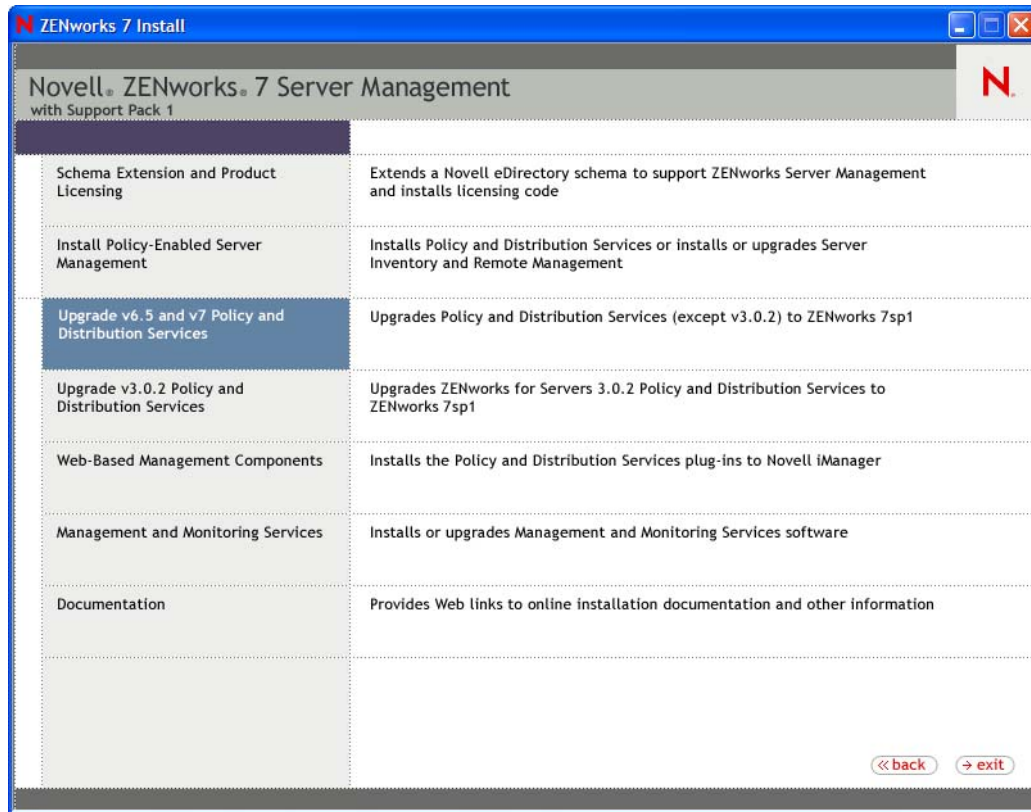 N ZENworks 7 Install
Novell® ZENworks® 7 Server Management
with Support Pack 1
N®
Schema Extension and Product
Licensing
Extends a Novell eDirectory schema to support ZENworks Server Management
and installs licensing code
Install Policy-Enabled Server
Management
Installs Policy and Distribution Services or installs or upgrades Server
Inventory and Remote Management
Upgrade v6.5 and v7 Policy and
Distribution Services
Upgrades Policy and Distribution Services (except v3.0.2) to ZENworks 7sp1
Upgrade v3.0.2 Policy and
Distribution Services
Upgrades ZENworks for Servers 3.0.2 Policy and Distribution Services to
ZENworks 7sp1
Web-Based Management Components
Installs the Policy and Distribution Services plug-ins to Novell iManager
Management and Monitoring Services
Installs or upgrades Management and Monitoring Services software
Documentation
Provides Web links to online installation documentation and other information
« back
→ exit